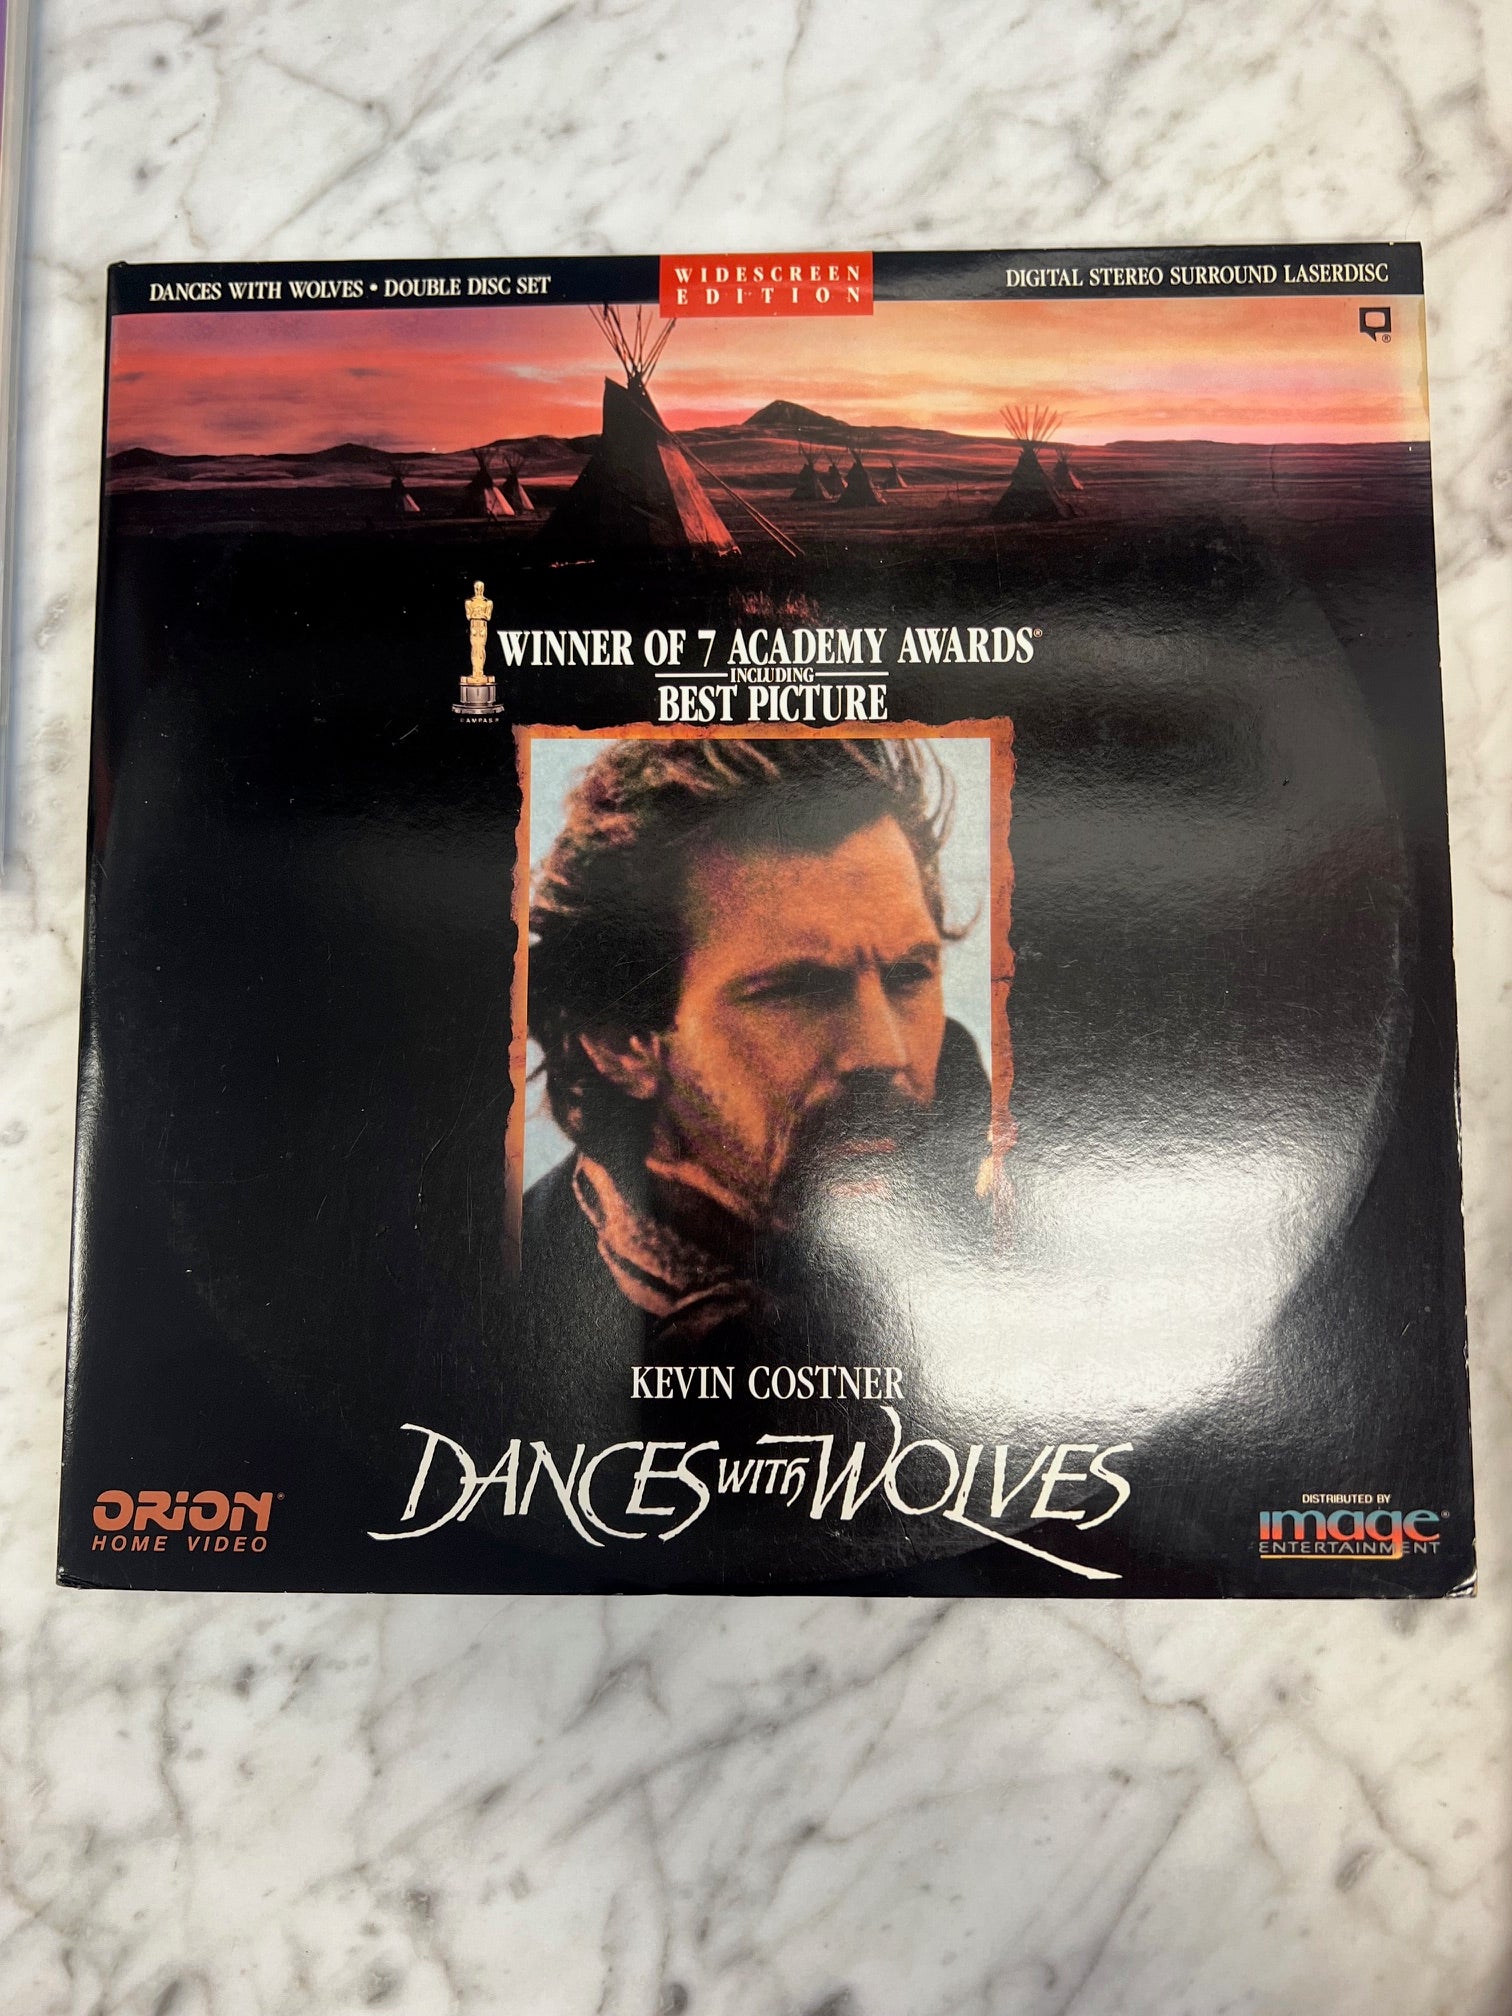 DANCES WITH WOLVES • DOUBLE DISC SET
WIDESCREEN
EDITION
DIGITAL STEREO SURROUND LASERDISC
®
WINNER OF 7 ACADEMY AWARDS®
INCLUDING
BEST PICTURE
©AMPAS®
KEVIN COSTNER
DANCES WITH WOLVES
ORION®
HOME VIDEO
DISTRIBUTED BY
image®
ENTERTAINMENT